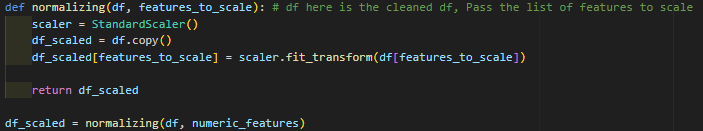 def normalizing(df, features_to_scale): # df here is the cleaned df, Pass the list of features to scale
    scaler = StandardScaler()
    df_scaled = df.copy()
    df_scaled[features_to_scale] = scaler.fit_transform(df[features_to_scale])
    return df_scaled
df_scaled = normalizing(df, numeric_features)